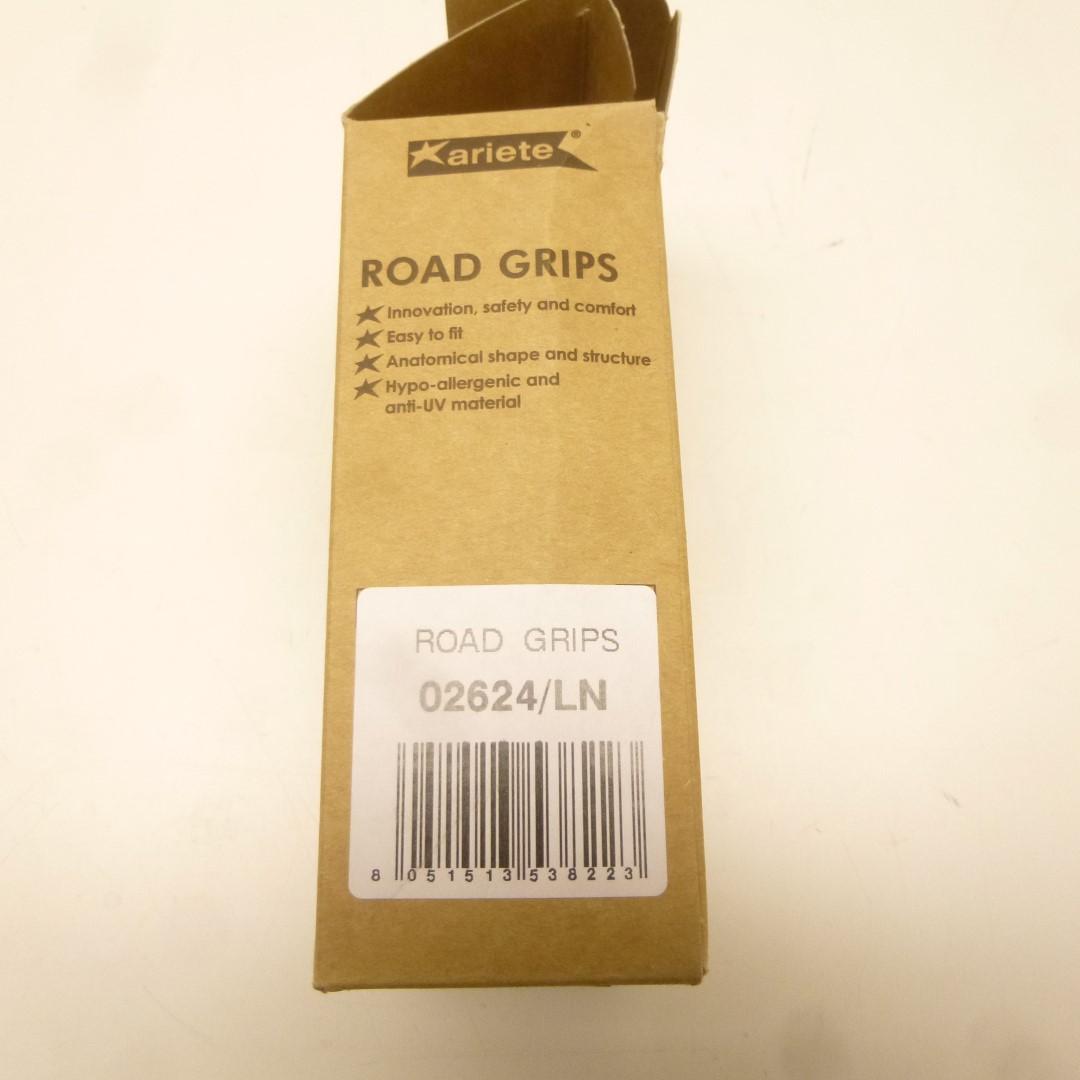 ariete®
ROAD GRIPS
Innovation, safety and comfort
Easy to fit
Anatomical shape and structure
Hypo-allergenic and
anti-UV material
ROAD GRIPS
02624/LN
8 051513 538223